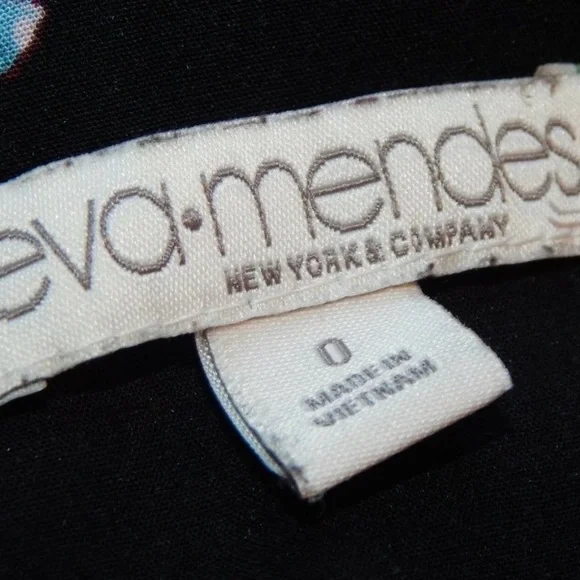 eva·mendes
NEW YORK & COMPANY
0
MADE IN
VIETNAM